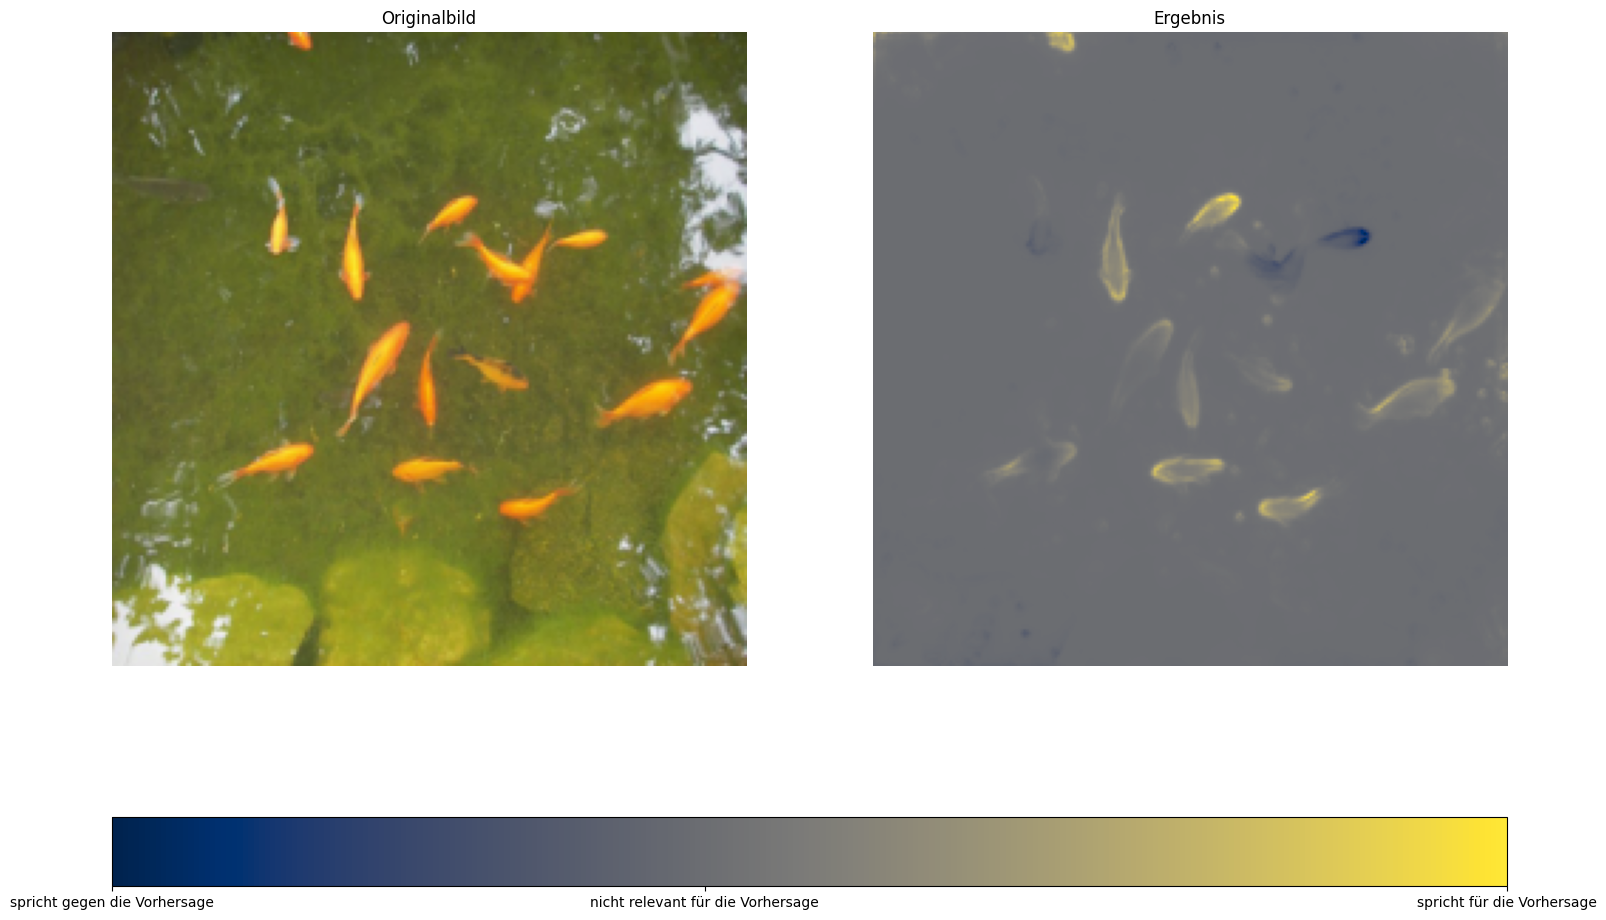 Originalbild
Ergebnis
spricht gegen die Vorhersage
nicht relevant für die Vorhersage
spricht für die Vorhersage